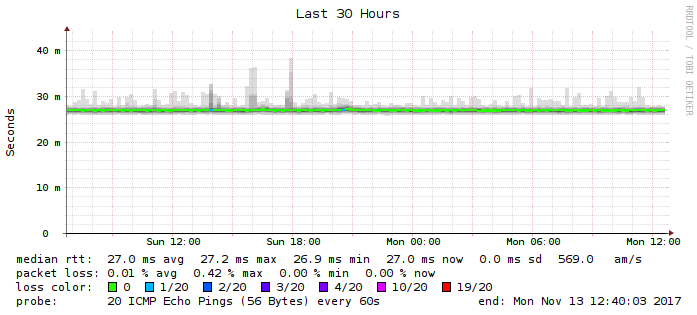 Last 30 Hours
RRDTOOL / TOBI OETIKER
Seconds
40 m
30 m
20 m
10 m
0
Sun 12:00 Sun 18:00 Mon 00:00 Mon 06:00 Mon 12:00
median rtt: 27.0 ms avg 27.2 ms max 26.9 ms min 27.0 ms now 0.0 ms sd 569.0 am/s
packet loss: 0.01 % avg 0.42 % max 0.00 % min 0.00 % now
loss color: 0 1/20 2/20 3/20 4/20 10/20 19/20
probe: 20 ICMP Echo Pings (56 Bytes) every 60s end: Mon Nov 13 12:40:03 2017